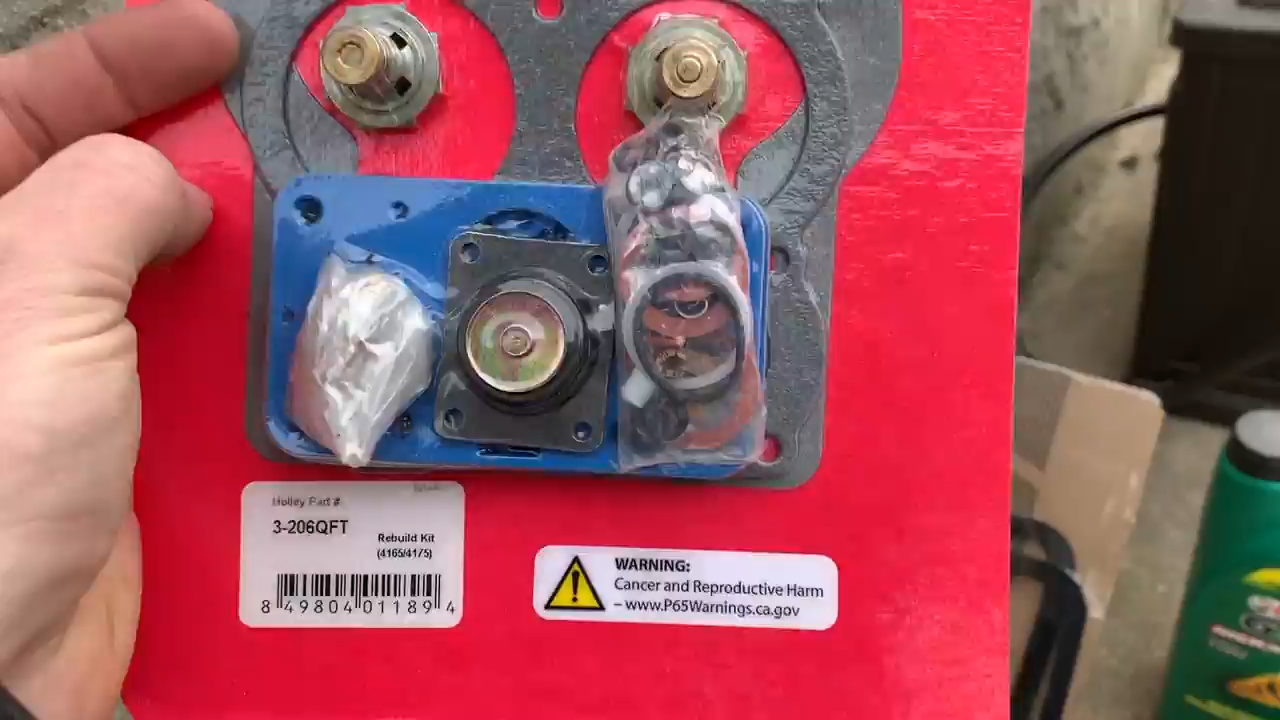 Holley Part #
3-206QFT
Rebuild Kit
(4165/4175)
8 49804 01189 4
WARNING:
Cancer and Reproductive Harm
– www.P65Warnings.ca.gov